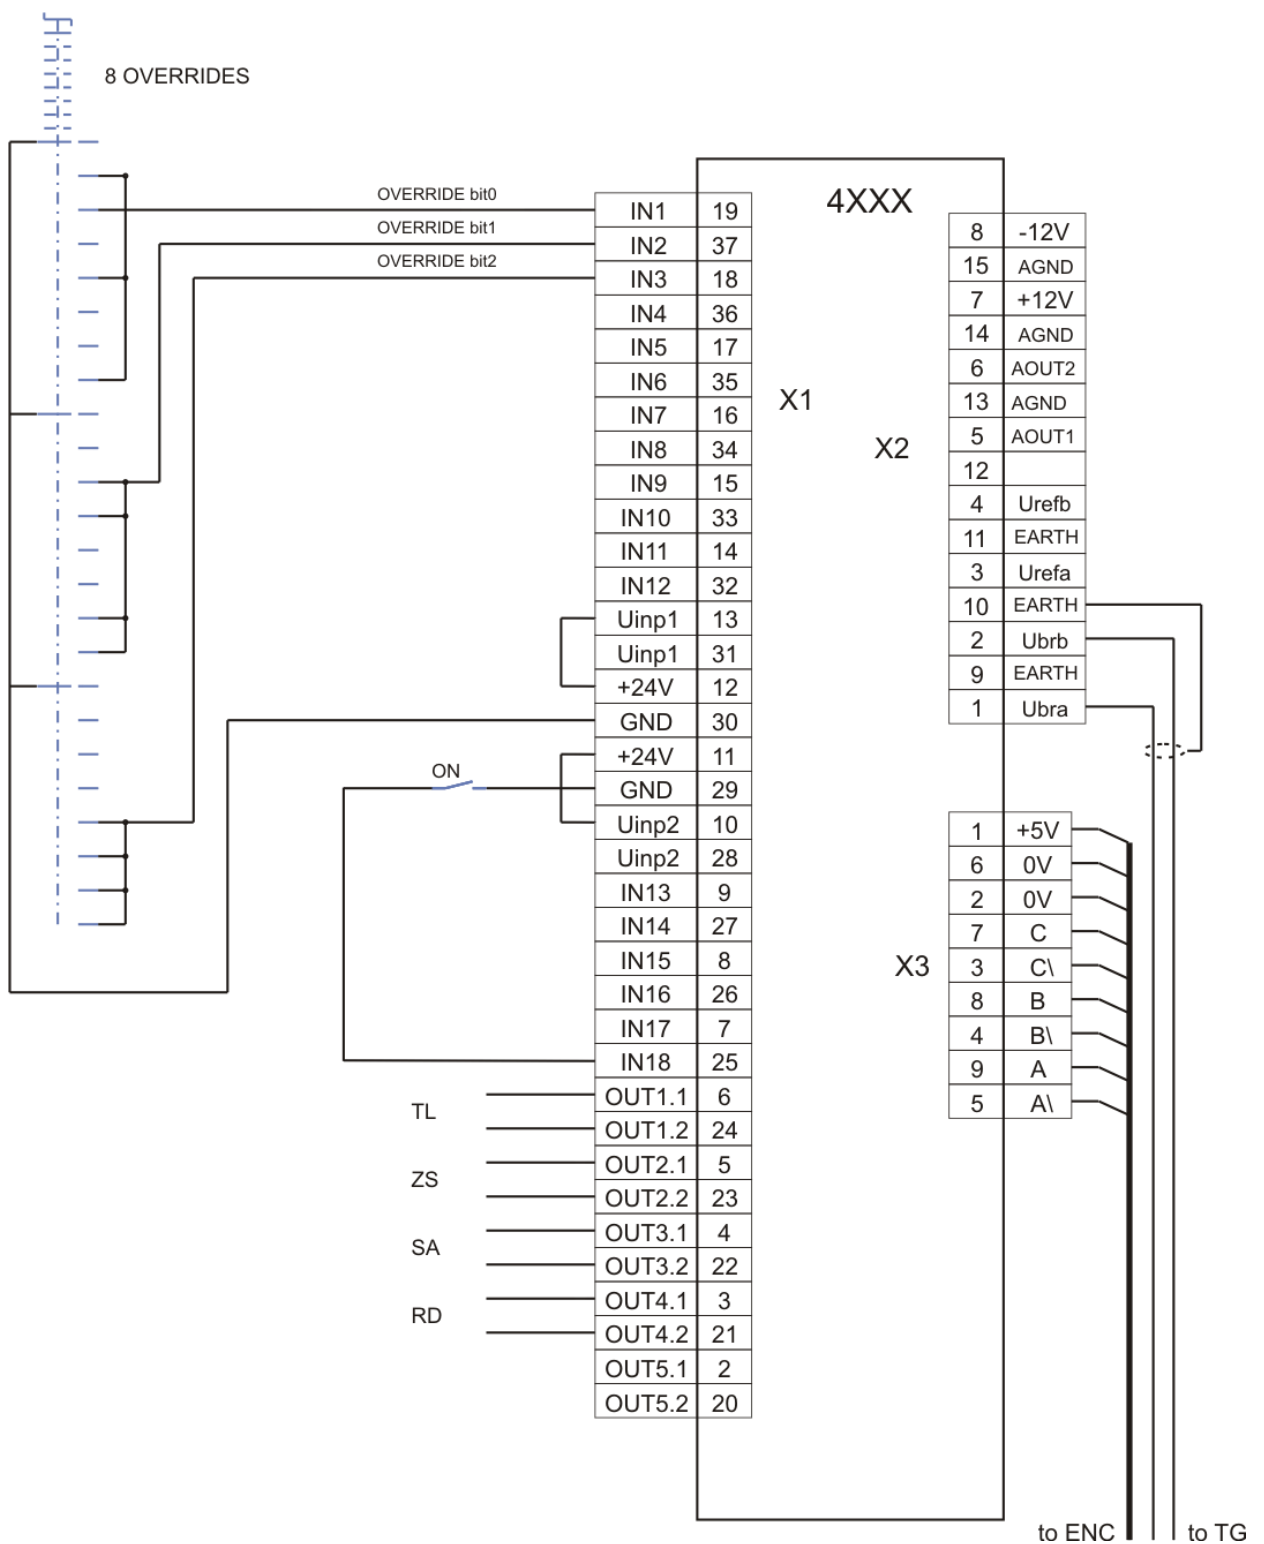 8 OVERRIDES
OVERRIDE bit0
OVERRIDE bit1
OVERRIDE bit2
4XXX
X1
IN1 19
IN2 37
IN3 18
IN4 36
IN5 17
IN6 35
IN7 16
IN8 34
IN9 15
IN10 33
IN11 14
IN12 32
Uinp1 13
Uinp1 31
+24V 12
GND 30
+24V 11
GND 29
Uinp2 10
Uinp2 28
IN13 9
IN14 27
IN15 8
IN16 26
IN17 7
IN18 25
OUT1.1 6
OUT1.2 24
OUT2.1 5
OUT2.2 23
OUT3.1 4
OUT3.2 22
OUT4.1 3
OUT4.2 21
OUT5.1 2
OUT5.2 20
ON
TL
ZS
SA
RD
X2
8 -12V
15 AGND
7 +12V
14 AGND
6 AOUT2
13 AGND
5 AOUT1
12
4 Urefb
11 EARTH
3 Urefa
10 EARTH
2 Ubrb
9 EARTH
1 Ubra
X3
1 +5V
6 0V
2 0V
7 C
3 C\
8 B
4 B\
9 A
5 A\
to ENC
to TG